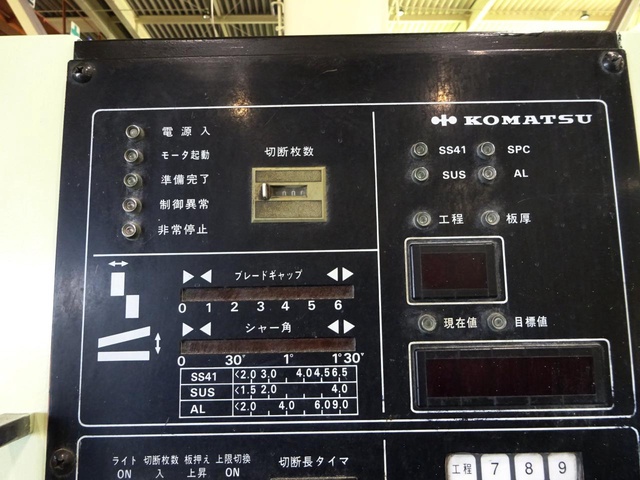 電源入
モータ起動
準備完了
制御異常
非常停止
切断枚数
KOMATSU
SS41 SPC
SUS AL
工程 板厚
現在値 目標値
ブレードギャップ
0 1 2 3 4 5 6
シャー角
0 30' 1° 1°30'
SS41 <2.0 3.0 4.0 4.5 6.5
SUS <1.5 2.0 4.0
AL <2.0 4.0 6.0 9.0
ライト 切断枚数 板押え 上限切換 切断長タイマ
ON 入 上昇 ON
工程 7 8 9